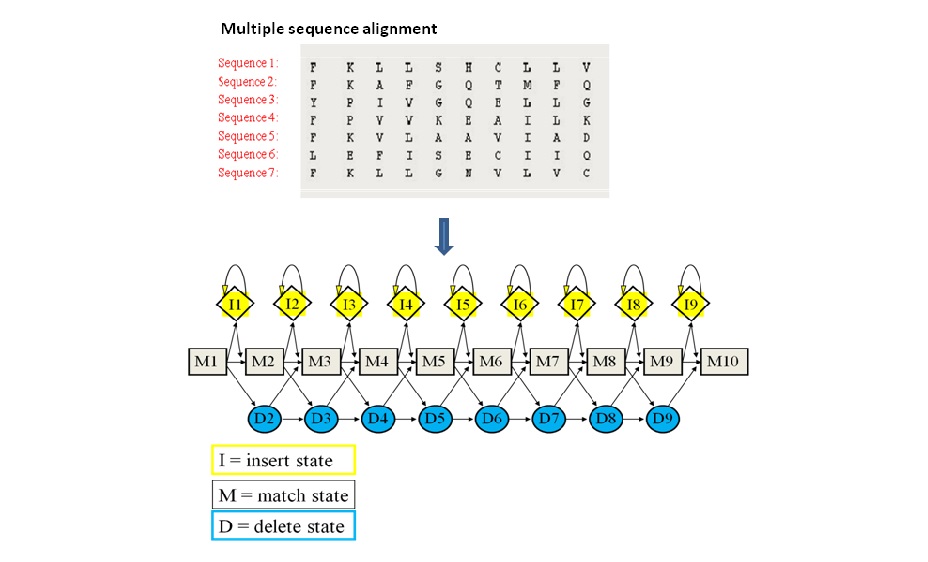 Multiple sequence alignment
Sequence1: F K L L S H C L L V
Sequence2: F K A F G Q T M F Q
Sequence3: Y P I V G Q E L L G
Sequence4: F P V V K E A I L K
Sequence5: F K V L A A V I A D
Sequence6: L E F I S E C I I Q
Sequence7: F K L L G N V L V C
I1 I2 I3 I4 I5 I6 I7 I8 I9
M1 M2 M3 M4 M5 M6 M7 M8 M9 M10
D2 D3 D4 D5 D6 D7 D8 D9
I = insert state
M = match state
D = delete state